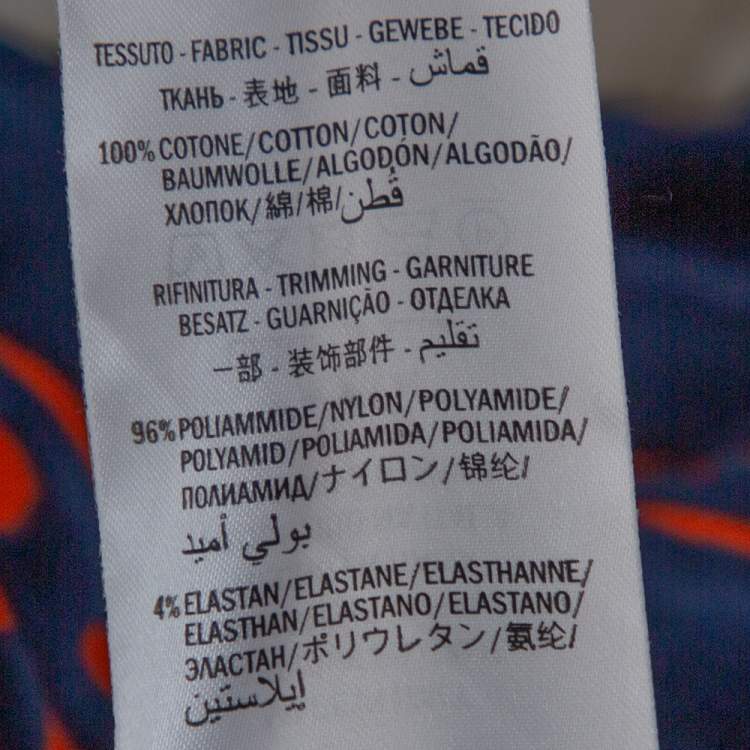 TESSUTO - FABRIC - TISSU - GEWEBE - TECIDO
ТКАНЬ - 表地 - 面料 - قماش
100% COTONE/COTTON/COTON/
BAUMWOLLE/ALGODÓN/ALGODÃO/
ХЛОПОК/綿/棉/قُطن
RIFINITURA - TRIMMING - GARNITURE
BESATZ - GUARNIÇÃO - ОТДЕЛКА
一部 - 装饰部件 - تقليم
96% POLIAMMIDE/NYLON/POLYAMIDE/
POLYAMID/POLIAMIDA/POLIAMIDA/
ПОЛИАМИД/ナイロン/锦纶/
بولي أميد
4% ELASTAN/ELASTANE/ELASTHANNE/
ELASTHAN/ELASTANO/ELASTANO/
ЭЛАСТАН/ポリウレタン/氨纶/
إيلاستين